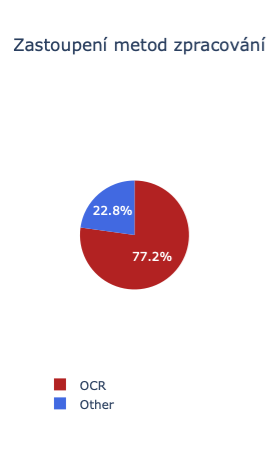 Zastoupení metod zpracování
22.8%
77.2%
OCR
Other